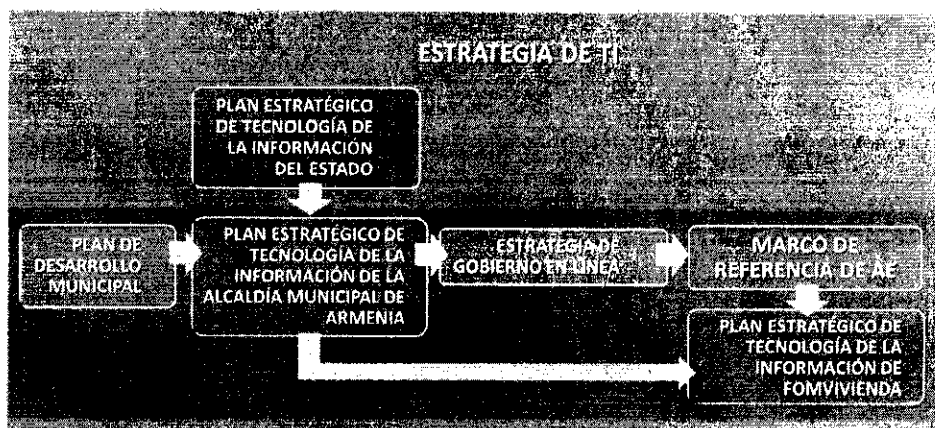 ESTRATEGIA DE TI
PLAN ESTRATÉGICO
DE TECNOLOGÍA DE
LA INFORMACIÓN
DEL ESTADO
PLAN DE
DESARROLLO
MUNICIPAL
PLAN ESTRATÉGICO DE
TECNOLOGÍA DE LA
INFORMACIÓN DE LA
ALCALDÍA MUNICIPAL DE
ARMENIA
ESTRATEGIA DE
GOBIERNO EN LÍNEA
MARCO DE
REFERENCIA DE AE
PLAN ESTRATÉGICO DE
TECNOLOGÍA DE LA
INFORMACIÓN DE
FOMVIVIENDA